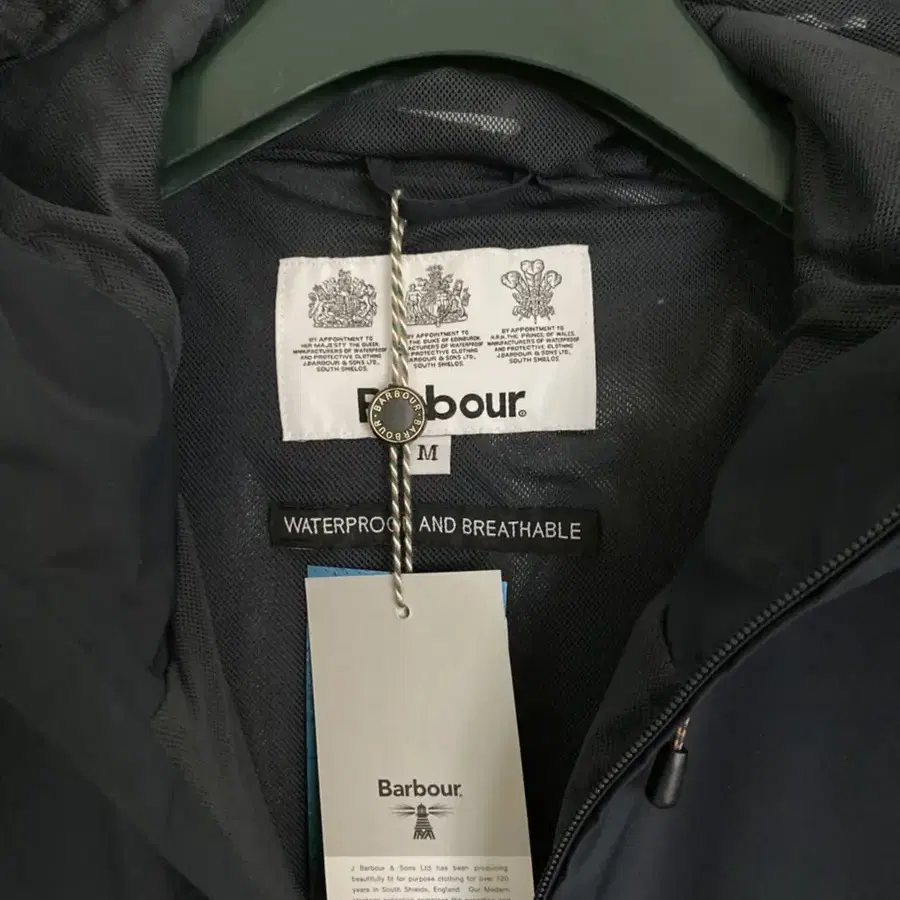 BY APPOINTMENT TO
HER MAJESTY THE QUEEN
MANUFACTURERS OF WATERPROOF
AND PROTECTIVE CLOTHING
J.BARBOUR & SONS LTD,
SOUTH SHIELDS.
BY APPOINTMENT TO
THE DUKE OF EDINBURGH
ACTURERS OF WATERPROOF
PROTECTIVE CLOTHING
BARBOUR & SONS LTD,
SOUTH SHIELDS.
BY APPOINTMENT TO
H.R.H. THE PRINCE OF WALES
MANUFACTURERS OF WATERPROOF
AND PROTECTIVE CLOTHING
J.BARBOUR & SONS LTD,
SOUTH SHIELDS.
Barbour®
BARBOUR · BARBOUR ·
M
WATERPROOF AND BREATHABLE
Barbour®
J Barbour & Sons Ltd has been producing
beautifully fit for purpose clothing for over 120
years in South Shields, England. Our Modern